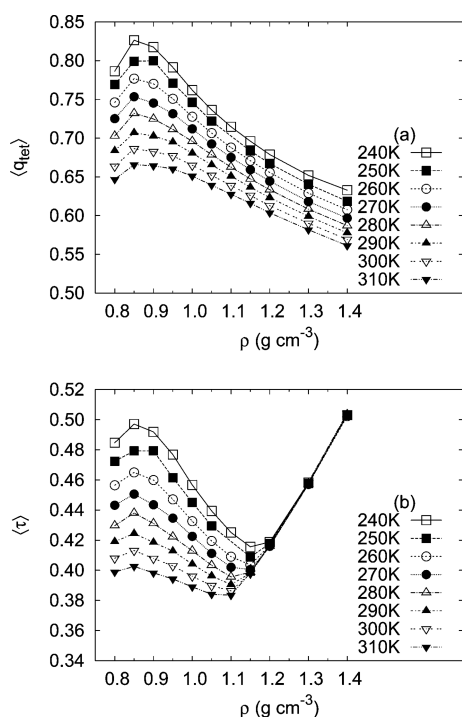 0.85
0.80
0.75
0.70
0.65
0.60
0.55
0.50
⟨q_tet⟩
(a)
240K
250K
260K
270K
280K
290K
300K
310K
0.8 0.9 1.0 1.1 1.2 1.3 1.4
ρ (g cm⁻³)
0.52
0.50
0.48
0.46
0.44
0.42
0.40
0.38
0.36
0.34
⟨τ⟩
(b)
240K
250K
260K
270K
280K
290K
300K
310K
0.8 0.9 1.0 1.1 1.2 1.3 1.4
ρ (g cm⁻³)